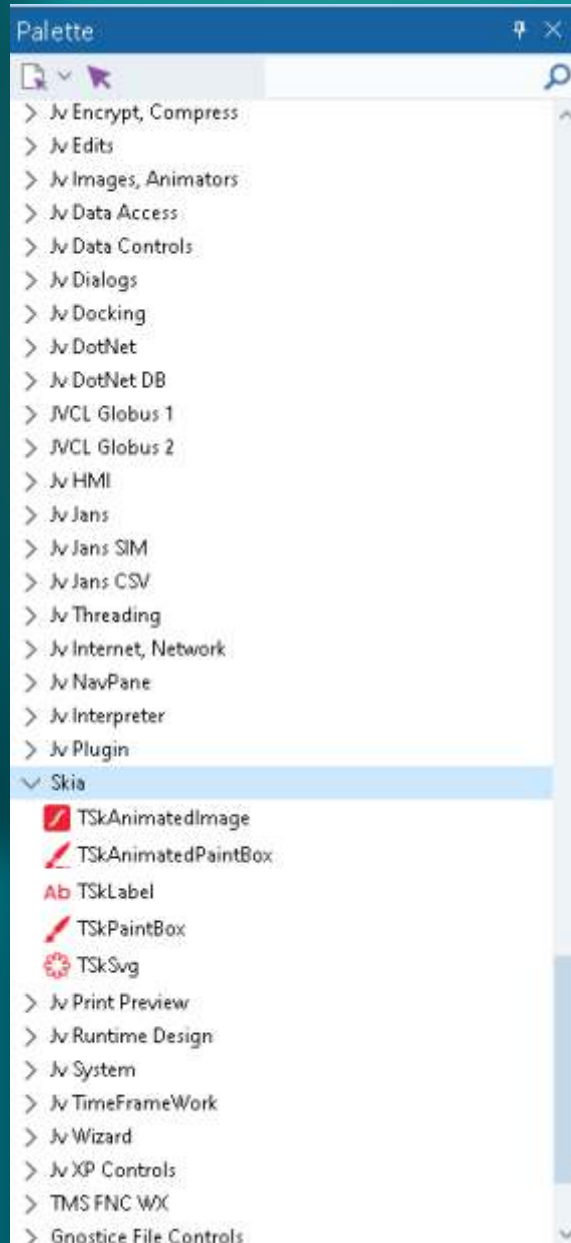 Palette
Jv Encrypt, Compress
Jv Edits
Jv Images, Animators
Jv Data Access
Jv Data Controls
Jv Dialogs
Jv Docking
Jv DotNet
Jv DotNet DB
JVCL Globus 1
JVCL Globus 2
Jv HMI
Jv Jans
Jv Jans SIM
Jv Jans CSV
Jv Threading
Jv Internet, Network
Jv NavPane
Jv Interpreter
Jv Plugin
Skia
TSkAnimatedImage
TSkAnimatedPaintBox
Ab TSkLabel
TSkPaintBox
TSkSvg
Jv Print Preview
Jv Runtime Design
Jv System
Jv TimeFrameWork
Jv Wizard
Jv XP Controls
TMS FNC WX
Gnostice File Controls